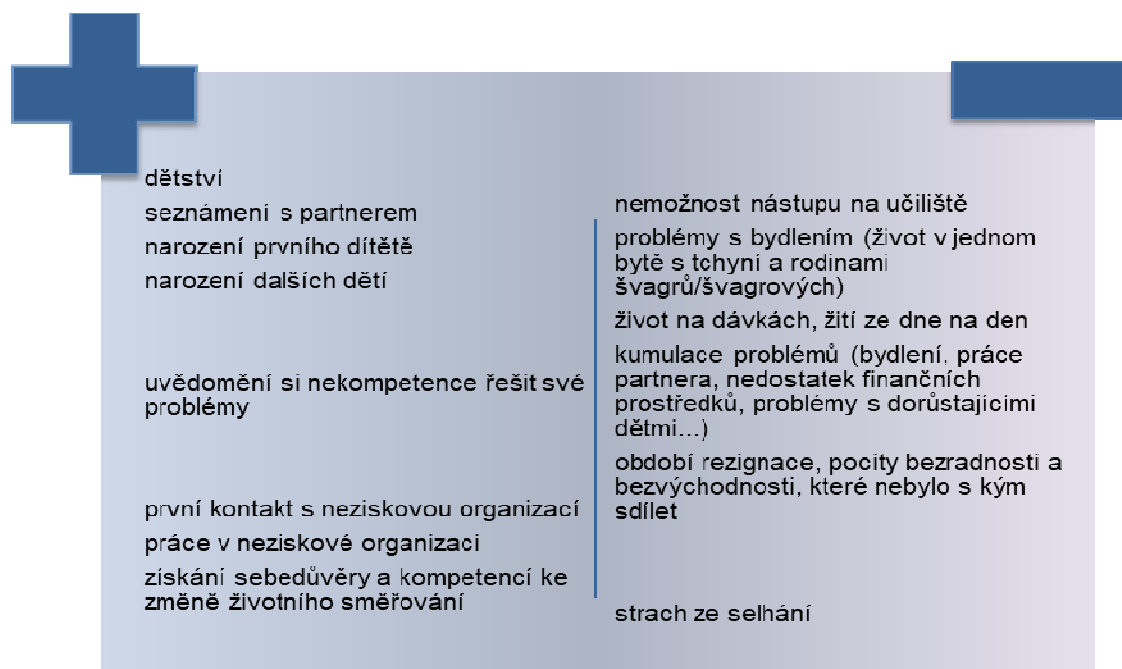 dětství
seznámení s partnerem
narození prvního dítětě
narození dalších dětí
uvědomění si nekompetence řešit své
problémy
první kontakt s neziskovou organizací
práce v neziskové organizaci
získání sebedůvěry a kompetencí ke
změně životního směřování
nemožnost nástupu na učiliště
problémy s bydlením (život v jednom
bytě s tchyní a rodinami
švagrů/švagrových)
život na dávkách, žití ze dne na den
kumulace problémů (bydlení, práce
partnera, nedostatek finančních
prostředků, problémy s dorůstajícimi
dětmi...)
období rezignace, pocity bezradnosti a
bezvýchodnosti, které nebylo s kým
sdílet
strach ze selhání